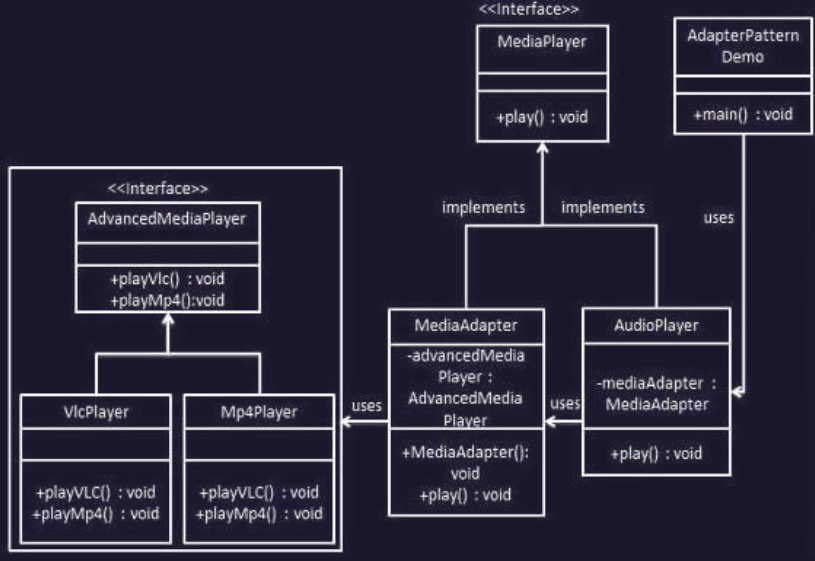 <<Interface>>
MediaPlayer
+play() : void
AdapterPattern
Demo
+main() : void
implements
implements
uses
<<Interface>>
AdvancedMediaPlayer
+playVlc() : void
+playMp4():void
VlcPlayer
+playVLC() : void
+playMp4() : void
Mp4Player
+playVLC() : void
+playMp4() : void
uses
MediaAdapter
-advancedMedia
Player :
AdvancedMedia
Player
+MediaAdapter():
void
+play() : void
uses
AudioPlayer
-mediaAdapter :
MediaAdapter
+play() : void